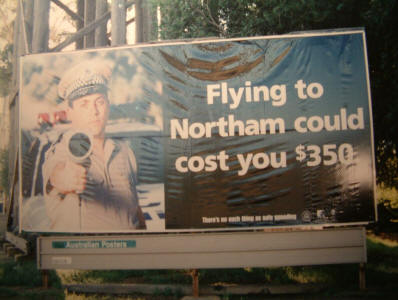 Flying to
Northam could
cost you $350
There's no such thing as safe speeding
Australian Posters